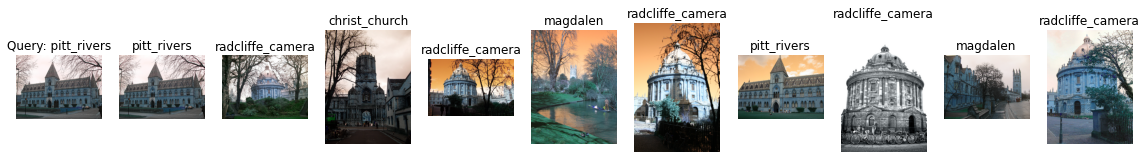 Query: pitt_rivers
pitt_rivers
radcliffe_camera
christ_church
radcliffe_camera
magdalen
radcliffe_camera
pitt_rivers
radcliffe_camera
magdalen
radcliffe_camera